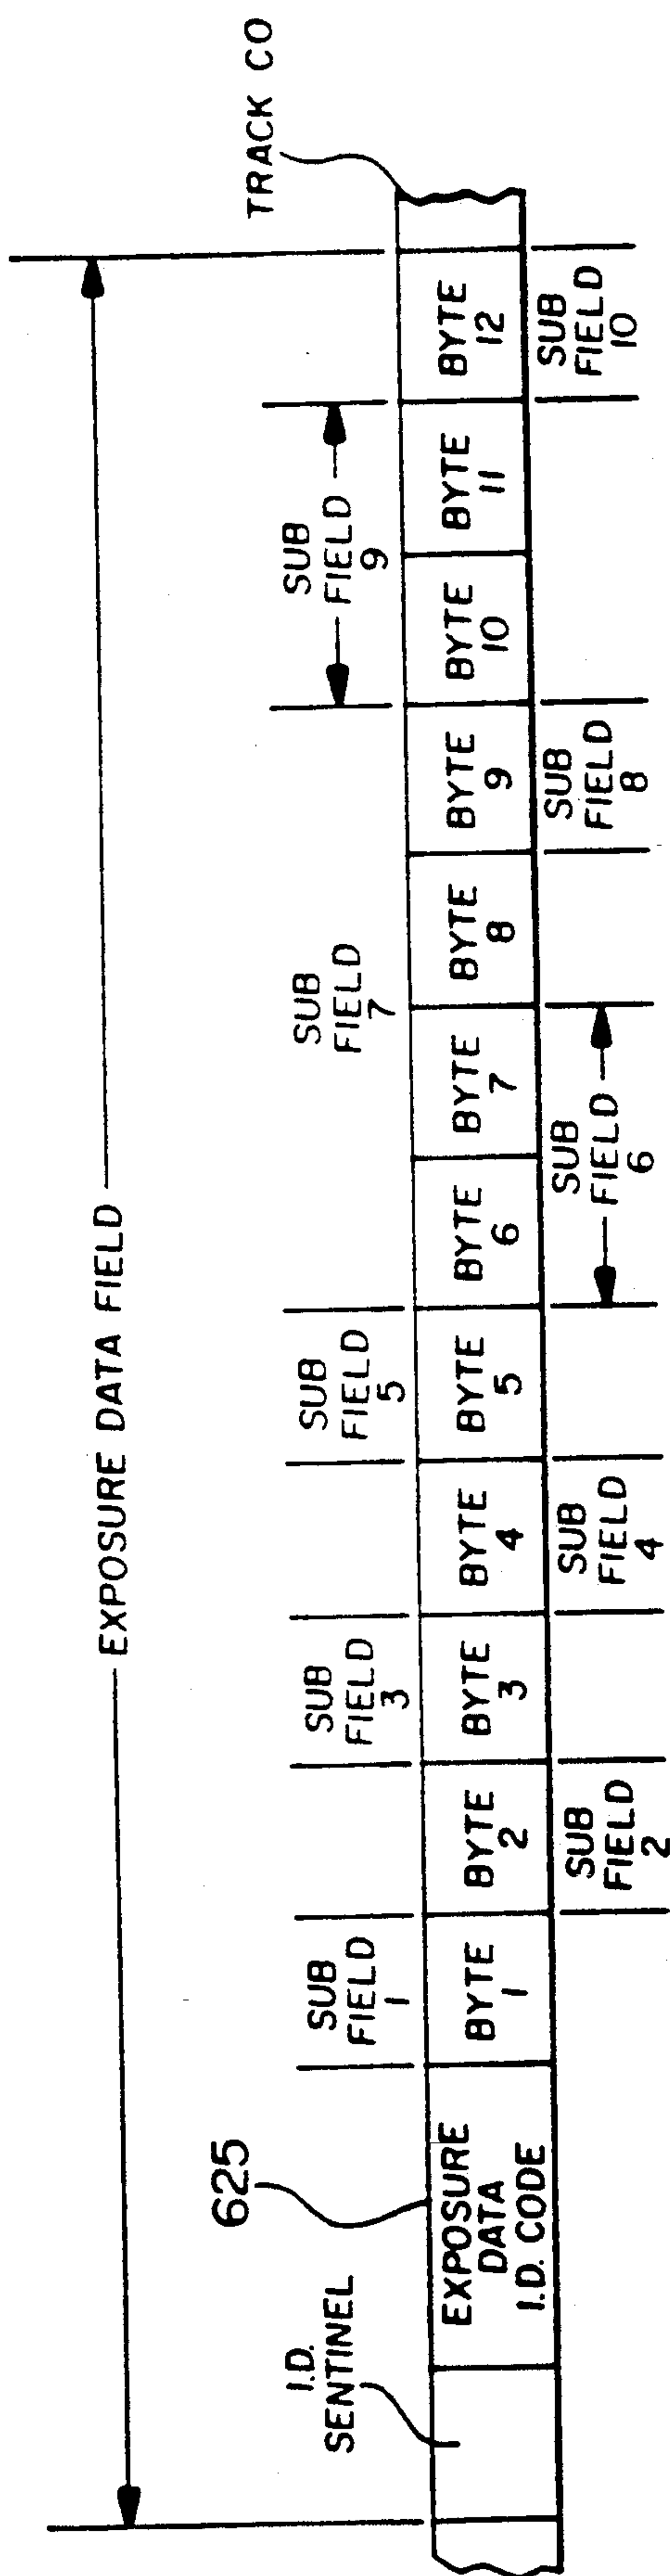 EXPOSURE DATA FIELD
TRACK CO
I.D.
SENTINEL
625
EXPOSURE
DATA
I.D. CODE
SUB
FIELD
1
BYTE
1
BYTE
2
SUB
FIELD
2
SUB
FIELD
3
BYTE
3
BYTE
4
SUB
FIELD
4
SUB
FIELD
5
BYTE
5
BYTE
6
BYTE
7
SUB
FIELD
6
SUB
FIELD
7
BYTE
8
BYTE
9
SUB
FIELD
8
SUB
FIELD
9
BYTE
10
BYTE
11
BYTE
12
SUB
FIELD
10